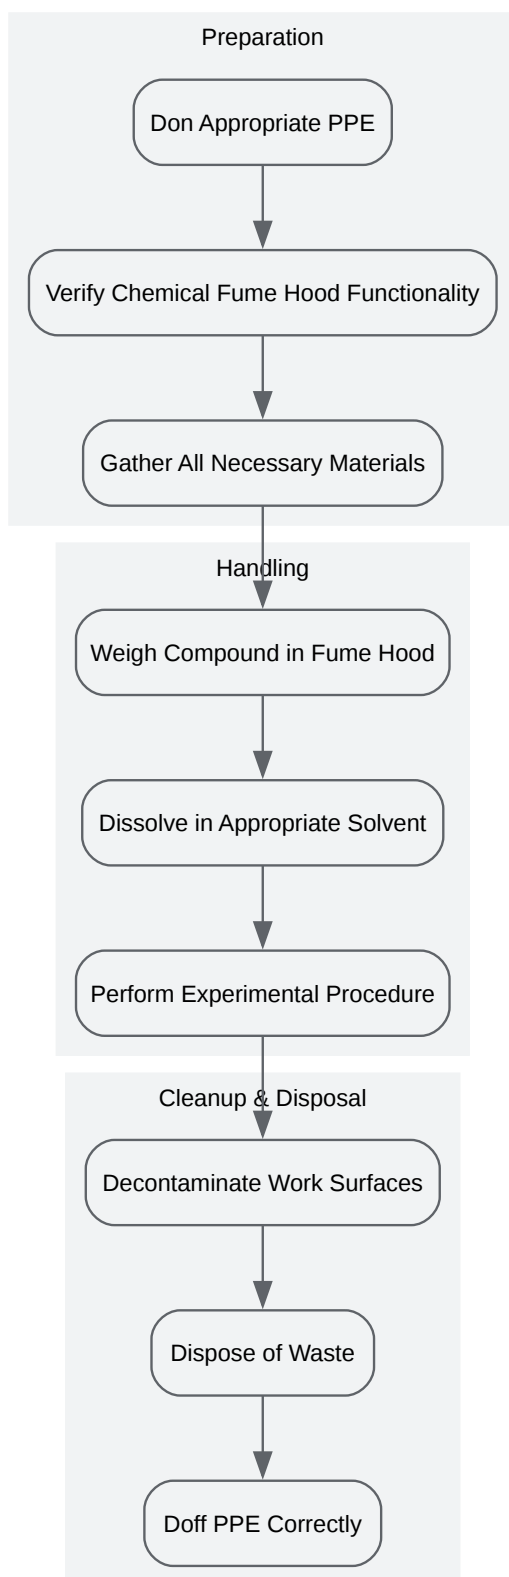 Preparation
Don Appropriate PPE
Verify Chemical Fume Hood Functionality
Gather All Necessary Materials
Handling
Weigh Compound in Fume Hood
Dissolve in Appropriate Solvent
Perform Experimental Procedure
Cleanup & Disposal
Decontaminate Work Surfaces
Dispose of Waste
Doff PPE Correctly